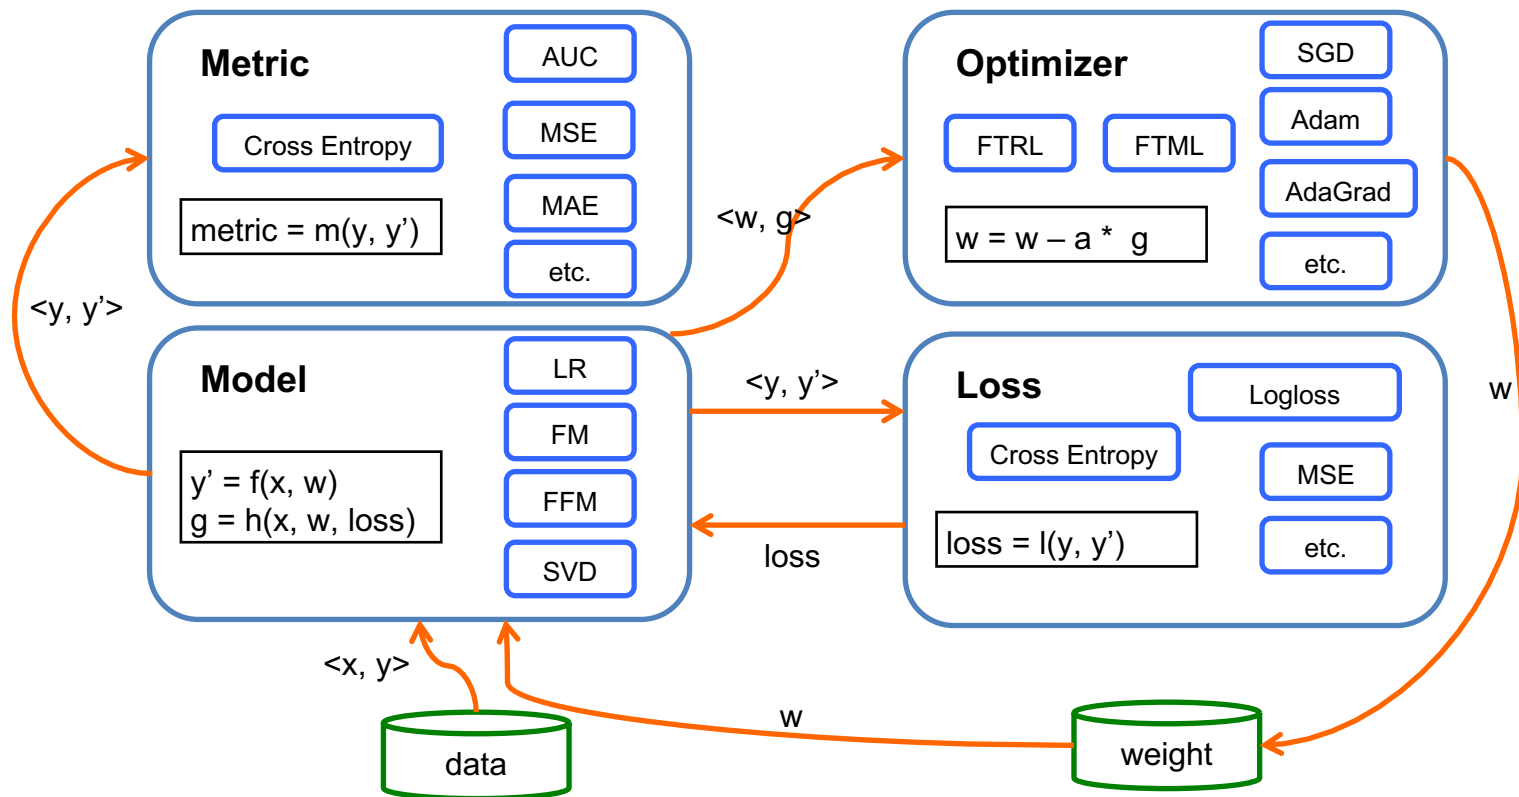 Metric
AUC
Cross Entropy
MSE
MAE
metric = m(y, y’)
etc.
Optimizer
SGD
FTRL
FTML
Adam
AdaGrad
w = w – a * g
etc.
<y, y’>
<w, g>
Model
LR
FM
y’ = f(x, w)
g = h(x, w, loss)
FFM
SVD
<y, y’>
loss
Loss
Logloss
Cross Entropy
MSE
loss = l(y, y’)
etc.
w
<x, y>
w
data
weight